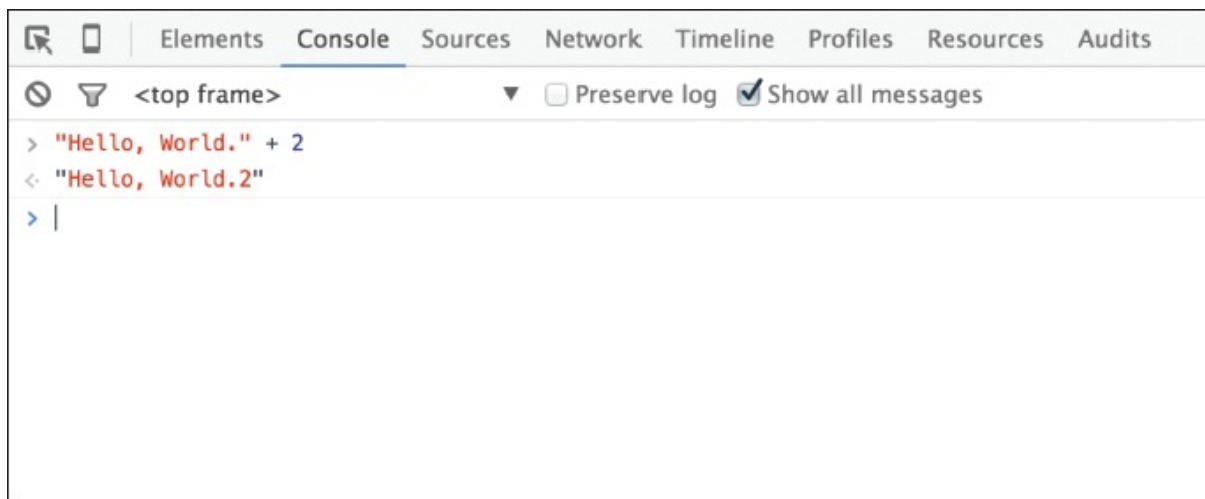 Elements Console Sources Network Timeline Profiles Resources Audits
<top frame> ▼ Preserve log Show all messages
> "Hello, World." + 2
<· "Hello, World.2"
>